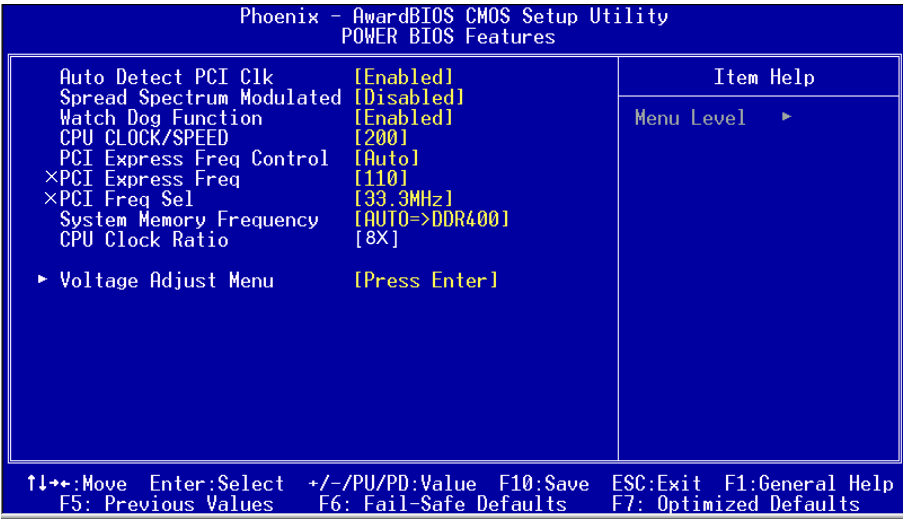 Phoenix - AwardBIOS CMOS Setup Utility
POWER BIOS Features
Auto Detect PCI Clk [Enabled]
Spread Spectrum Modulated [Disabled]
Watch Dog Function [Enabled]
CPU CLOCK/SPEED [200]
PCI Express Freq Control [Auto]
×PCI Express Freq [110]
×PCI Freq Sel [33.3MHz]
System Memory Frequency [AUTO=>DDR400]
CPU Clock Ratio [8X]
► Voltage Adjust Menu [Press Enter]
Item Help
Menu Level ►
↑↓→←:Move Enter:Select +/-/PU/PD:Value F10:Save ESC:Exit F1:General Help
F5: Previous Values F6: Fail-Safe Defaults F7: Optimized Defaults